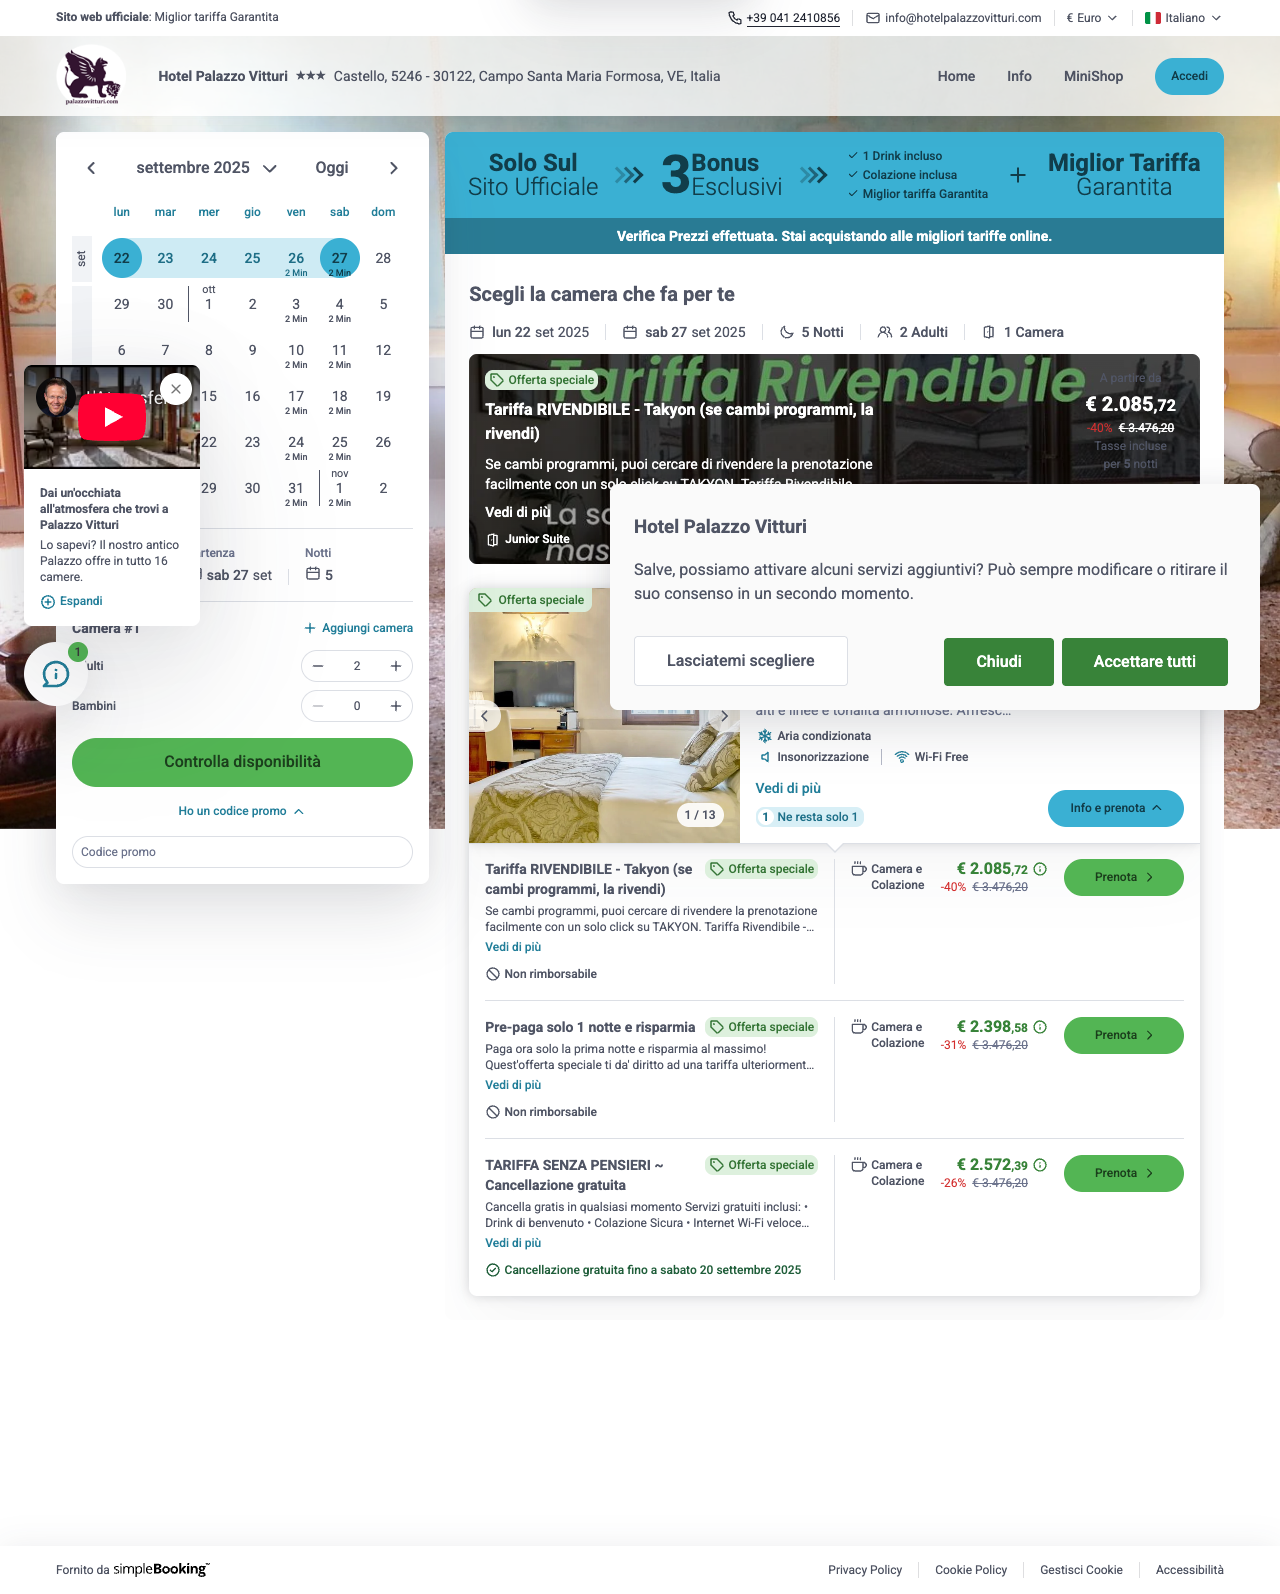 Sito web ufficiale: Miglior tariffa Garantita
+39 041 2410856
info@hotelpalazzovitturi.com
€ Euro
Italiano
palazzovitturi.com
Hotel Palazzo Vitturi ★★★ Castello, 5246 - 30122, Campo Santa Maria Formosa, VE, Italia
Home
Info
MiniShop
Accedi
settembre 2025
Oggi
lun mar mer gio ven sab dom
set
22 23 24 25 26 27 28
2 Min 2 Min
ott
29 30 1 2 3 4 5
2 Min 2 Min
6 7 8 9 10 11 12
2 Min 2 Min
15 16 17 18 19
2 Min 2 Min
22 23 24 25 26
2 Min 2 Min
nov
29 30 31 1 2
2 Min 2 Min
Dai un'occhiata
all'atmosfera che trovi a
Palazzo Vitturi
Lo sapevi? Il nostro antico
Palazzo offre in tutto 16
camere.
Espandi
1
Notti
sab 27 set
5
Camera #1
Aggiungi camera
2
Bambini
0
Controlla disponibilità
Ho un codice promo
Codice promo
Solo Sul
Sito Ufficiale
3 Bonus
Esclusivi
1 Drink incluso
Colazione inclusa
Miglior tariffa Garantita
+
Miglior Tariffa
Garantita
Verifica Prezzi effettuata. Stai acquistando alle migliori tariffe online.
Scegli la camera che fa per te
lun 22 set 2025
sab 27 set 2025
5 Notti
2 Adulti
1 Camera
Tariffa RIVENDIBILE
Offerta speciale
Tariffa RIVENDIBILE - Takyon (se cambi programmi, la
rivendi)
Se cambi programmi, puoi cercare di rivendere la prenotazione
facilmente con un solo click su TAKYON. Tariffa Rivendibile
Vedi di più
Junior Suite
A partire da
€ 2.085,72
-40% € 3.476,20
Tasse incluse
per 5 notti
Hotel Palazzo Vitturi
Salve, possiamo attivare alcuni servizi aggiuntivi? Può sempre modificare o ritirare il
suo consenso in un secondo momento.
Lasciatemi scegliere
Chiudi
Accettare tutti
Offerta speciale
1 / 13
Aria condizionata
Insonorizzazione
Wi-Fi Free
Vedi di più
1 Ne resta solo 1
Info e prenota
Tariffa RIVENDIBILE - Takyon (se
cambi programmi, la rivendi)
Offerta speciale
Se cambi programmi, puoi cercare di rivendere la prenotazione
facilmente con un solo click su TAKYON. Tariffa Rivendibile -...
Vedi di più
Non rimborsabile
Camera e
Colazione
€ 2.085,72
-40% € 3.476,20
Prenota
Pre-paga solo 1 notte e risparmia
Offerta speciale
Paga ora solo la prima notte e risparmia al massimo!
Quest'offerta speciale ti da' diritto ad una tariffa ulteriorment...
Vedi di più
Non rimborsabile
Camera e
Colazione
€ 2.398,58
-31% € 3.476,20
Prenota
TARIFFA SENZA PENSIERI ~
Cancellazione gratuita
Offerta speciale
Cancella gratis in qualsiasi momento Servizi gratuiti inclusi: •
Drink di benvenuto • Colazione Sicura • Internet Wi-Fi veloce...
Vedi di più
Cancellazione gratuita fino a sabato 20 settembre 2025
Camera e
Colazione
€ 2.572,39
-26% € 3.476,20
Prenota
Fornito da simpleBooking
Privacy Policy
Cookie Policy
Gestisci Cookie
Accessibilità